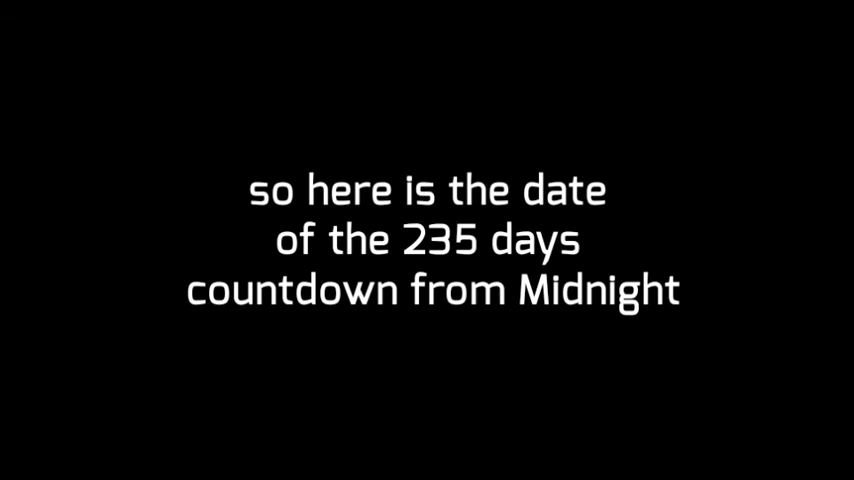 so here is the date
of the 235 days
countdown from Midnight